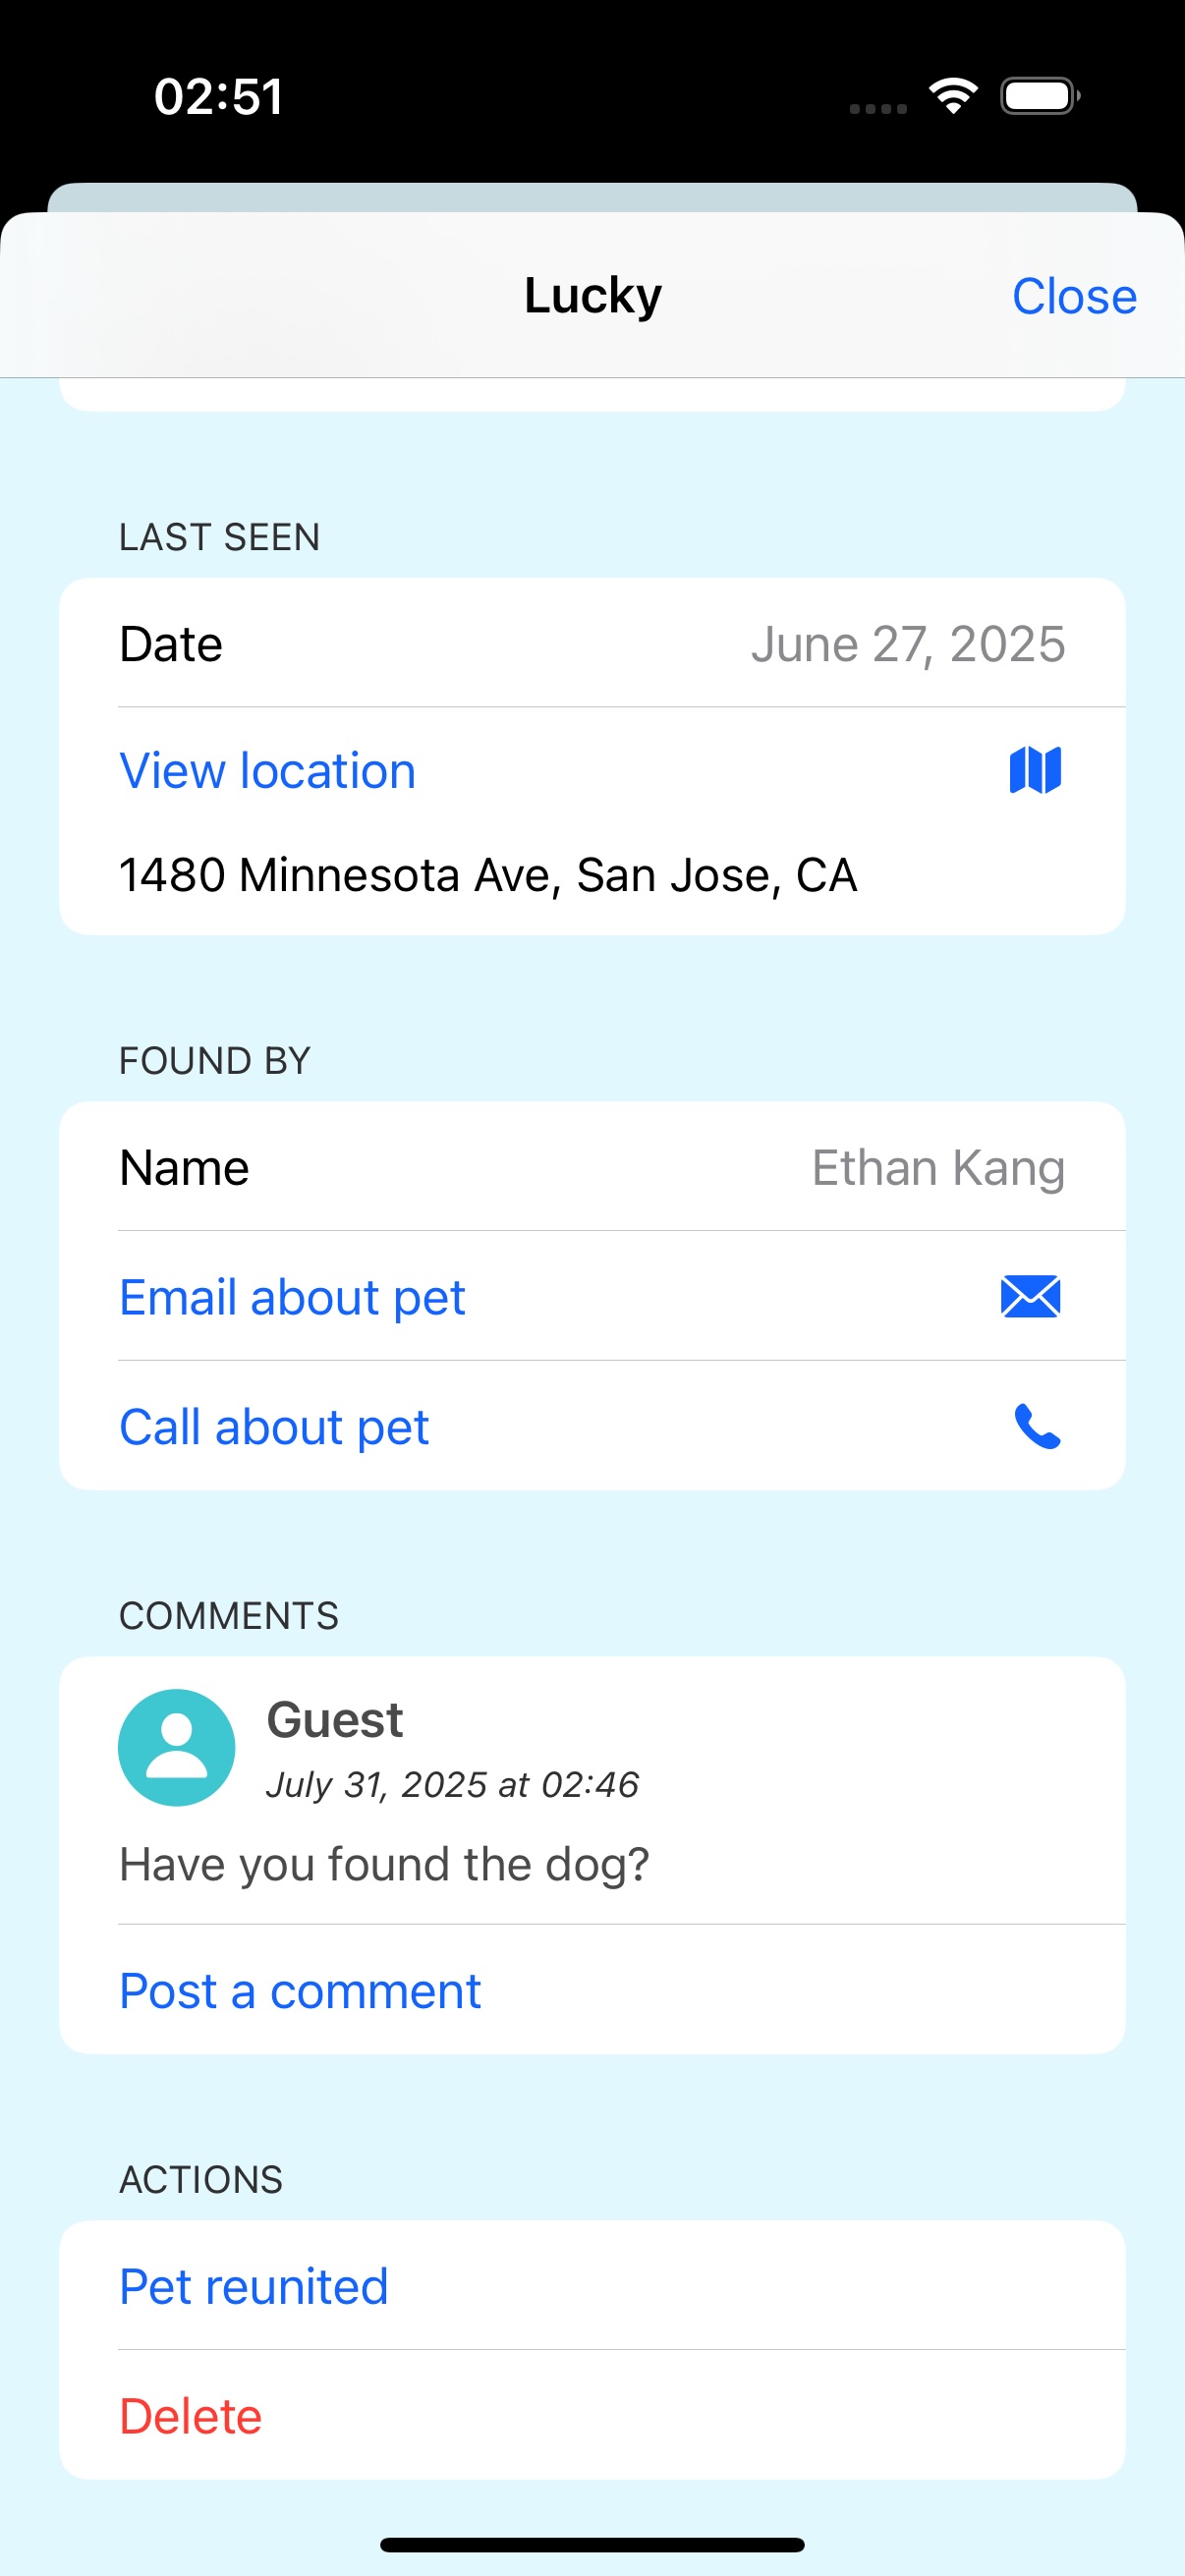 02:51
Lucky
Close
LAST SEEN
Date
June 27, 2025
View location
1480 Minnesota Ave, San Jose, CA
FOUND BY
Name
Ethan Kang
Email about pet
Call about pet
COMMENTS
Guest
July 31, 2025 at 02:46
Have you found the dog?
Post a comment
ACTIONS
Pet reunited
Delete